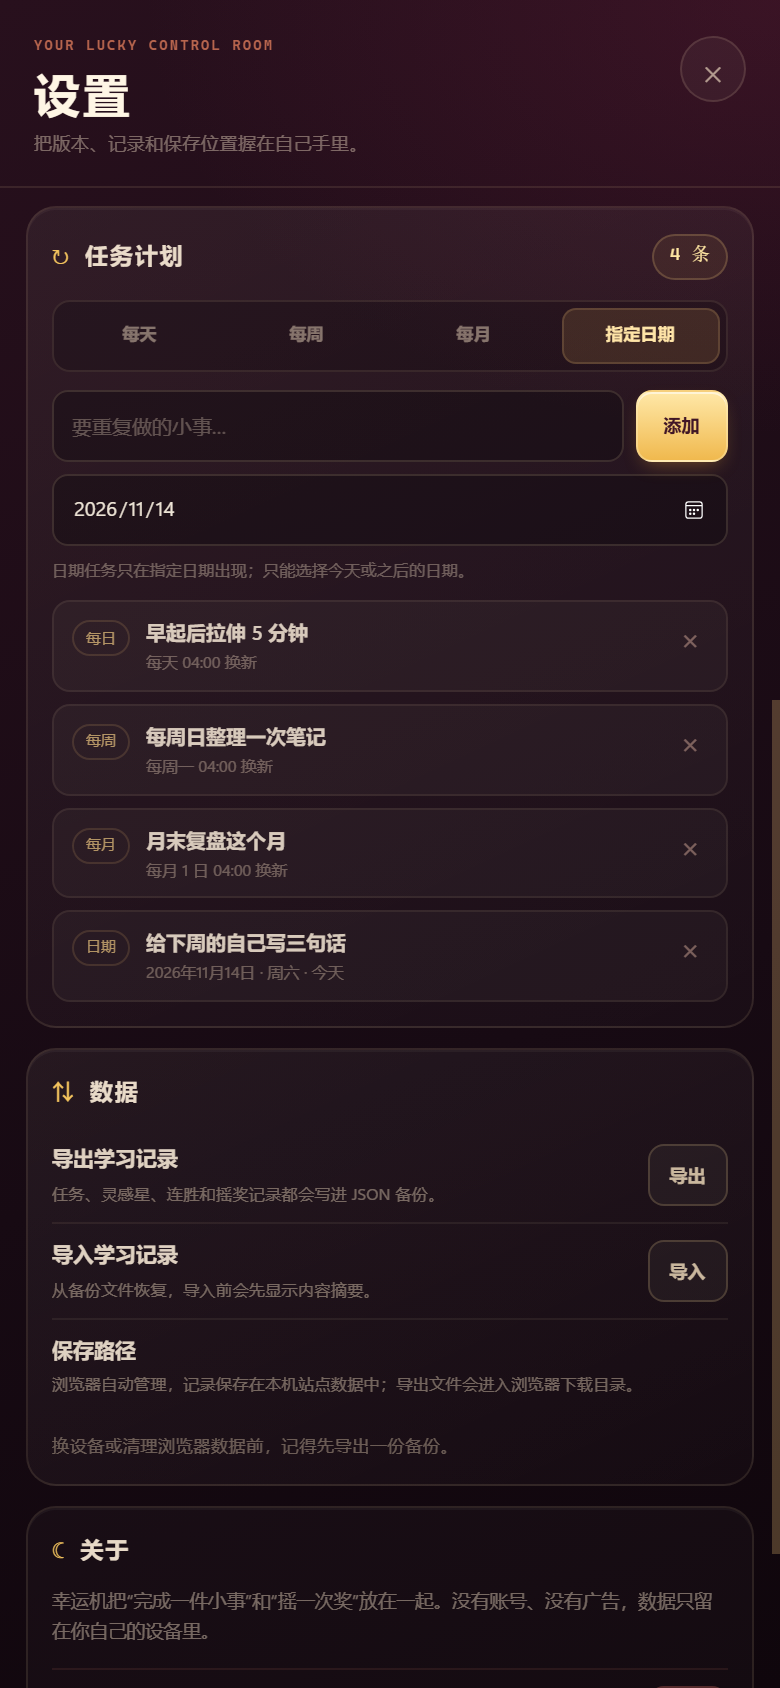 YOUR LUCKY CONTROL ROOM
设置
把版本、记录和保存位置握在自己手里。
任务计划
4 条
每天
每周
每月
指定日期
要重复做的小事...
添加
2026/11/14
日期任务只在指定日期出现；只能选择今天或之后的日期。
每日
早起后拉伸 5 分钟
每天 04:00 换新
每周
每周日整理一次笔记
每周一 04:00 换新
每月
月末复盘这个月
每月 1 日 04:00 换新
日期
给下周的自己写三句话
2026年11月14日 · 周六 · 今天
数据
导出学习记录
任务、灵感星、连胜和摇奖记录都会写进 JSON 备份。
导出
导入学习记录
从备份文件恢复，导入前会先显示内容摘要。
导入
保存路径
浏览器自动管理，记录保存在本机站点数据中；导出文件会进入浏览器下载目录。
换设备或清理浏览器数据前，记得先导出一份备份。
关于
幸运机把“完成一件小事”和“摇一次奖”放在一起。没有账号、没有广告，数据只留
在你自己的设备里。